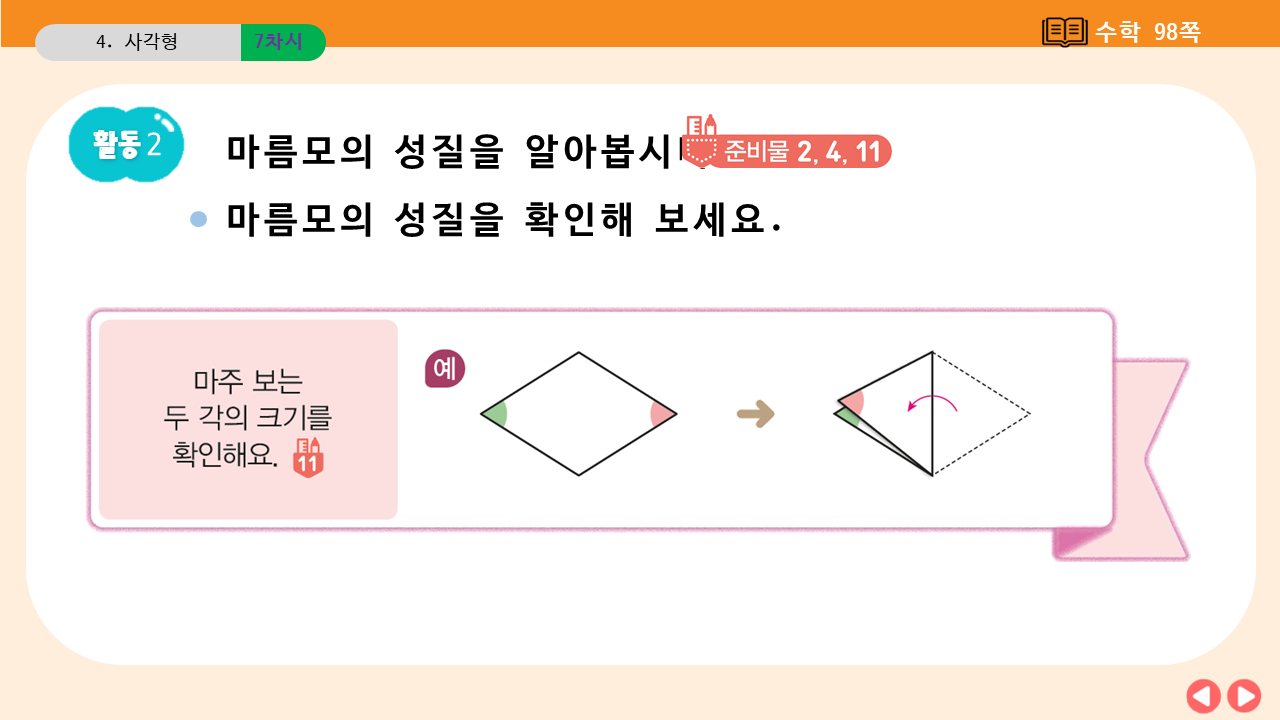 4. 사각형
7차시
수학 98쪽
활동 2
마름모의 성질을 알아봅시
준비물 2, 4, 11
마름모의 성질을 확인해 보세요.
마주 보는
두 각의 크기를
확인해요. 11
예